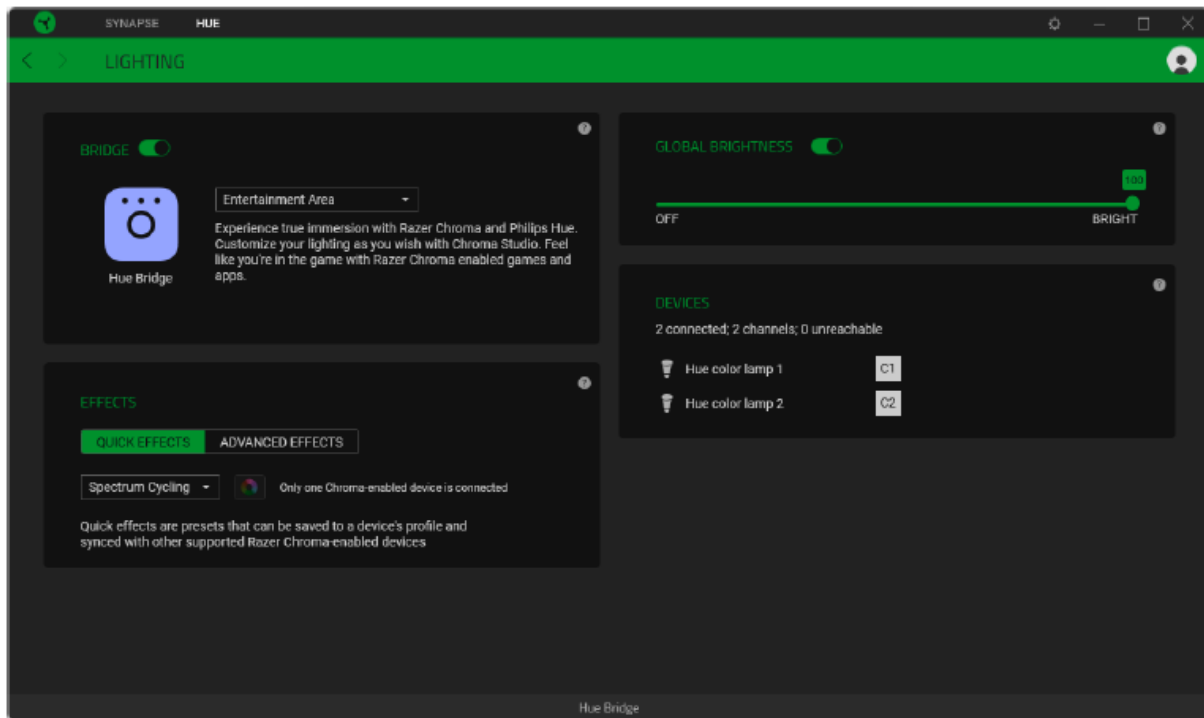 SYNAPSE HUE
LIGHTING
BRIDGE
Entertainment Area
Experience true immersion with Razer Chroma and Philips Hue.
Customize your lighting as you wish with Chroma Studio. Feel
like you're in the game with Razer Chroma enabled games and
apps.
Hue Bridge
EFFECTS
QUICK EFFECTS ADVANCED EFFECTS
Spectrum Cycling Only one Chroma-enabled device is connected
Quick effects are presets that can be saved to a device's profile and
synced with other supported Razer Chroma-enabled devices
GLOBAL BRIGHTNESS
100
OFF BRIGHT
DEVICES
2 connected; 2 channels; 0 unreachable
Hue color lamp 1 C1
Hue color lamp 2 C2
Hue Bridge